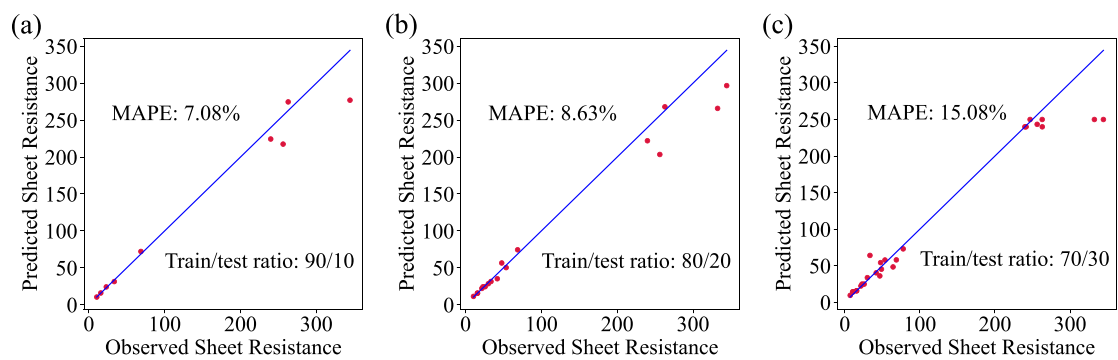 (a)
350
300
250
200
150
100
50
0
Predicted Sheet Resistance
MAPE: 7.08%
Train/test ratio: 90/10
0
100
200
300
Observed Sheet Resistance
(b)
350
300
250
200
150
100
50
0
Predicted Sheet Resistance
MAPE: 8.63%
Train/test ratio: 80/20
0
100
200
300
Observed Sheet Resistance
(c)
350
300
250
200
150
100
50
0
Predicted Sheet Resistance
MAPE: 15.08%
Train/test ratio: 70/30
0
100
200
300
Observed Sheet Resistance